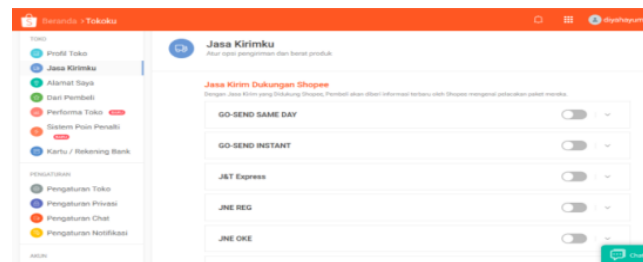 Beranda > Tokoku
diyahayum
TOKO
Profil Toko
Jasa Kirimku
Alamat Saya
Dari Pembeli
Performa Toko
Sistem Poin Penalti
Kartu / Rekening Bank
PENGATURAN
Pengaturan Toko
Pengaturan Privasi
Pengaturan Chat
Pengaturan Notifikasi
AKUN
Jasa Kirimku
Atur opsi pengiriman dan berat produk
Jasa Kirim Dukungan Shopee
Dengan Jasa Kirim yang Didukung Shopee, Pembeli akan diberi informasi terbaru oleh Shopee mengenai pelacakan paket mereka.
GO-SEND SAME DAY
GO-SEND INSTANT
J&T Express
JNE REG
JNE OKE
Chat